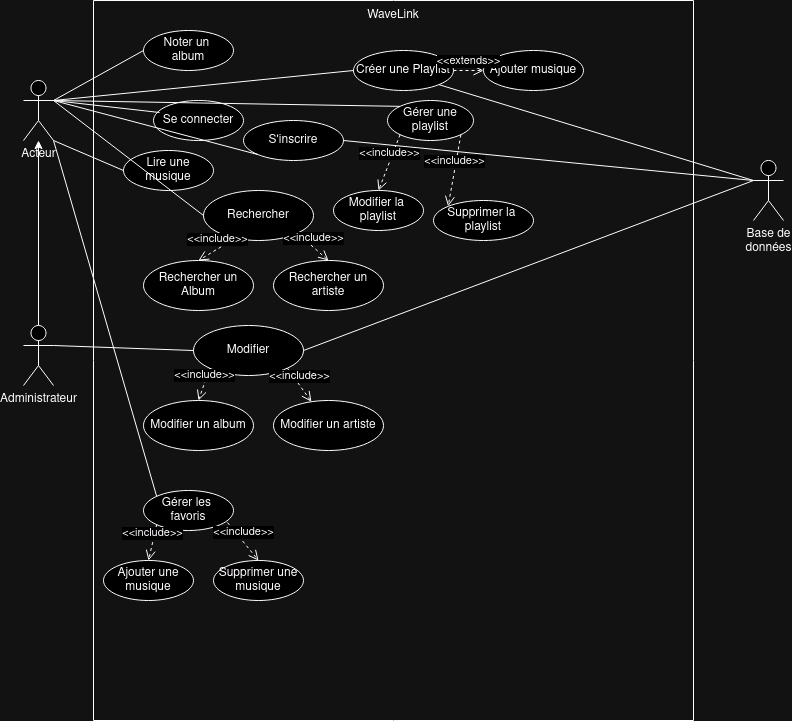 WaveLink
Noter un
album
<<extends>>
Créer une Playlist
Ajouter musique
Se connecter
Gérer une
playlist
S'inscrire
Acteur
<<include>>
<<include>>
Lire une
musique
Modifier la
playlist
Rechercher
Supprimer la
playlist
Base de
données
<<include>>
<<include>>
Rechercher un
Album
Rechercher un
artiste
Modifier
Administrateur
<<include>>
<<include>>
Modifier un album
Modifier un artiste
Gérer les
favoris
<<include>>
<<include>>
Ajouter une
musique
Supprimer une
musique